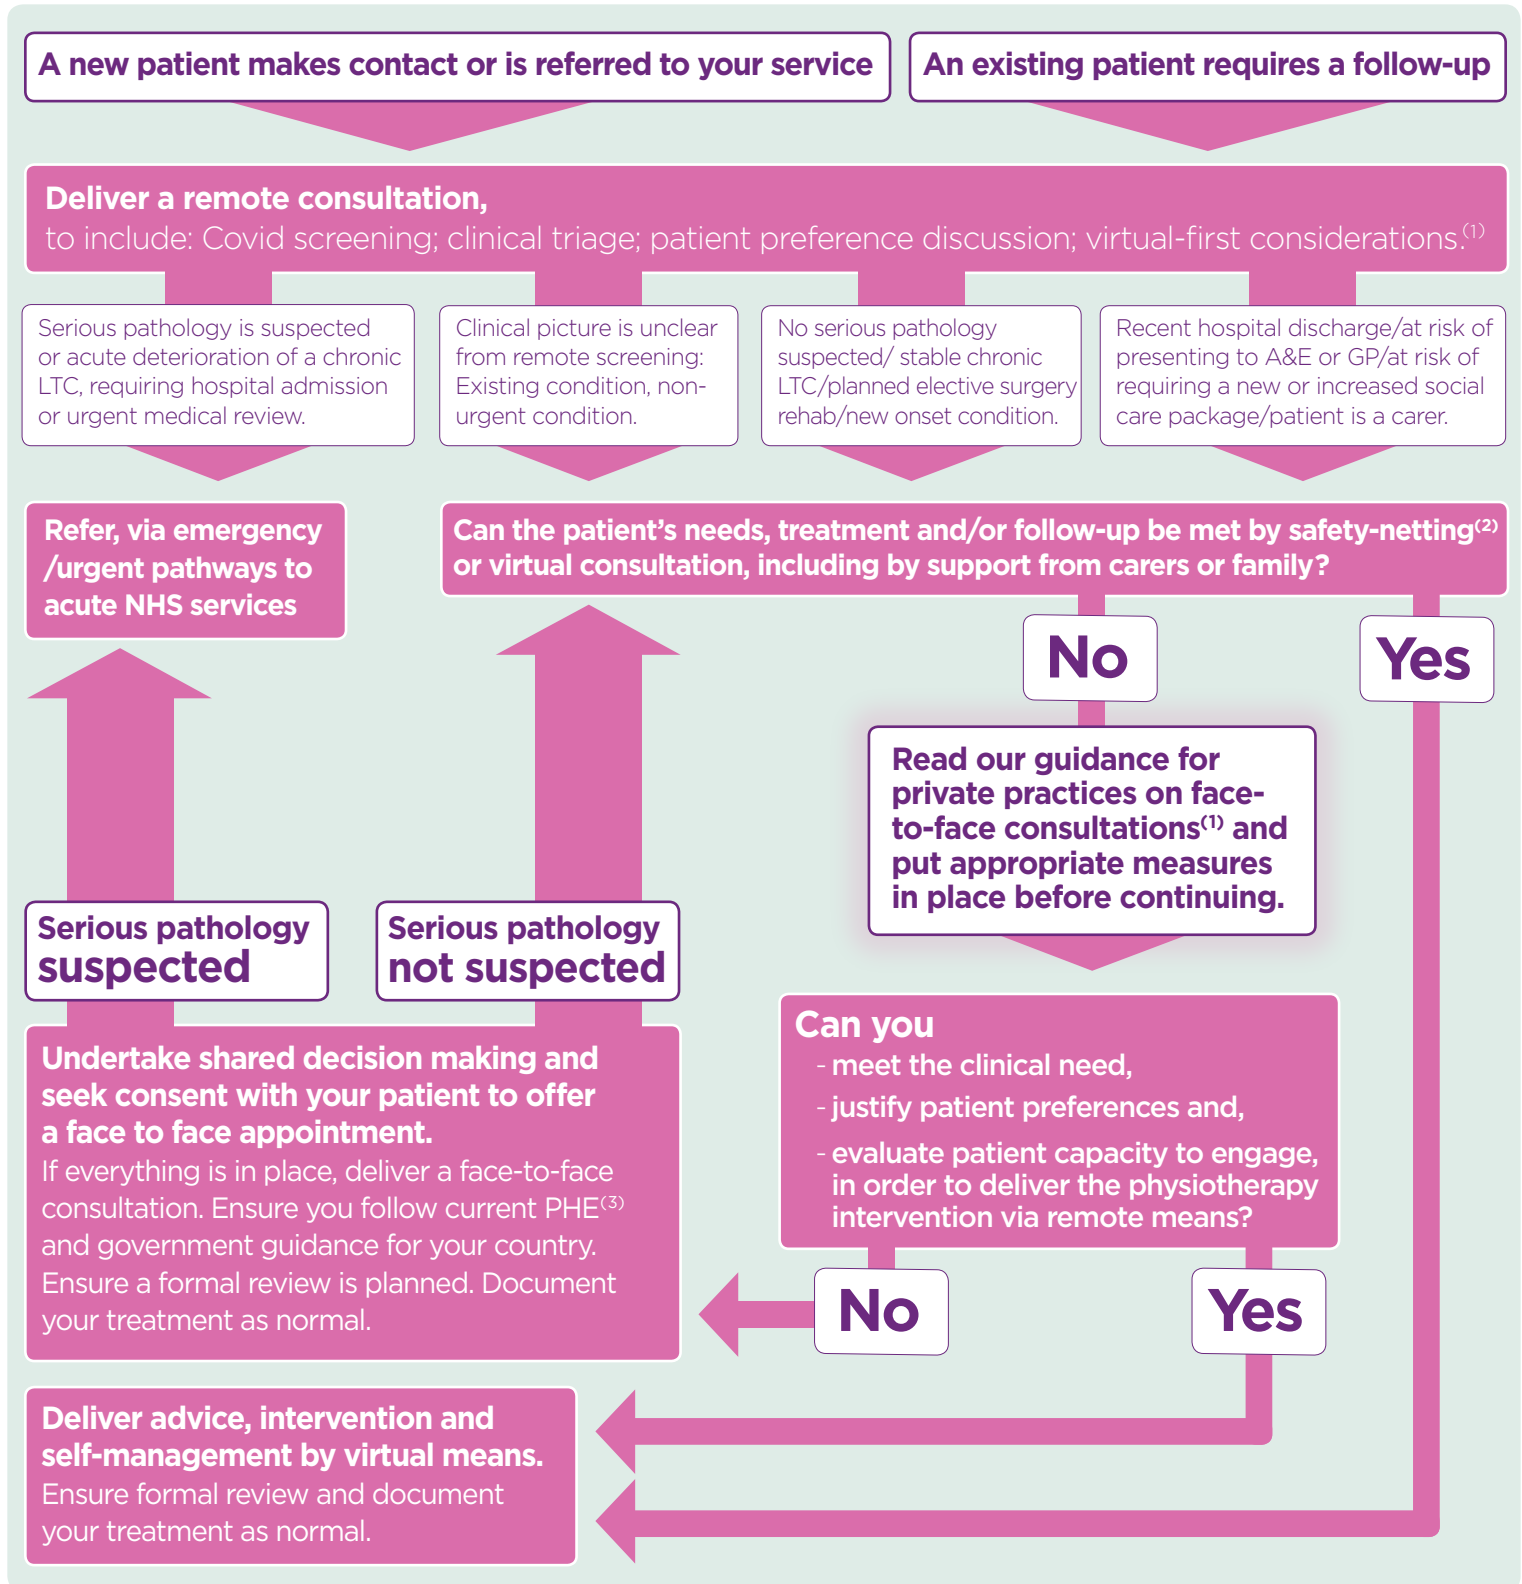 A new patient makes contact or is referred to your service
An existing patient requires a follow-up
Deliver a remote consultation,
to include: Covid screening; clinical triage; patient preference discussion; virtual-first considerations.(1)
Serious pathology is suspected
or acute deterioration of a chronic
LTC, requiring hospital admission
or urgent medical review.
Clinical picture is unclear
from remote screening:
Existing condition, non-
urgent condition.
No serious pathology
suspected/ stable chronic
LTC/planned elective surgery
rehab/new onset condition.
Recent hospital discharge/at risk of
presenting to A&E or GP/at risk of
requiring a new or increased social
care package/patient is a carer.
Refer, via emergency
/urgent pathways to
acute NHS services
Can the patient's needs, treatment and/or follow-up be met by safety-netting(2)
or virtual consultation, including by support from carers or family?
No
Yes
Read our guidance for
private practices on face-
to-face consultations(1) and
put appropriate measures
in place before continuing.
Serious pathology
suspected
Serious pathology
not suspected
Can you
- meet the clinical need,
- justify patient preferences and,
- evaluate patient capacity to engage,
in order to deliver the physiotherapy
intervention via remote means?
Undertake shared decision making and
seek consent with your patient to offer
a face to face appointment.
If everything is in place, deliver a face-to-face
consultation. Ensure you follow current PHE(3)
and government guidance for your country.
Ensure a formal review is planned. Document
your treatment as normal.
No
Yes
Deliver advice, intervention and
self-management by virtual means.
Ensure formal review and document
your treatment as normal.